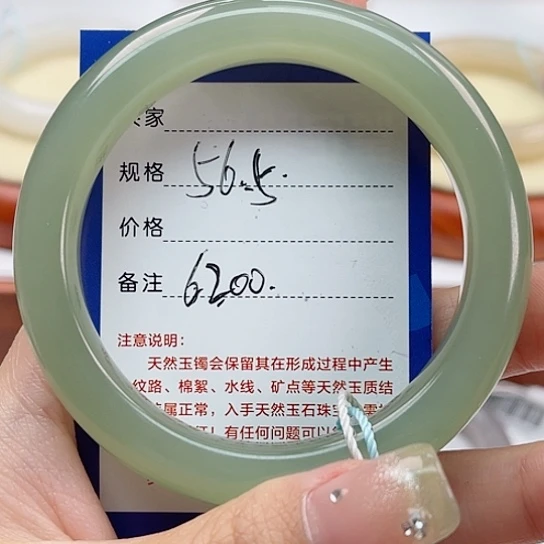 家
规格 56.5.
价格
备注 6200.
注意说明：
天然玉镯会保留其在形成过程中产生
纹路、棉絮、水线、矿点等天然玉质结
属正常，入手天然玉石珠宝
！有任何问题可以